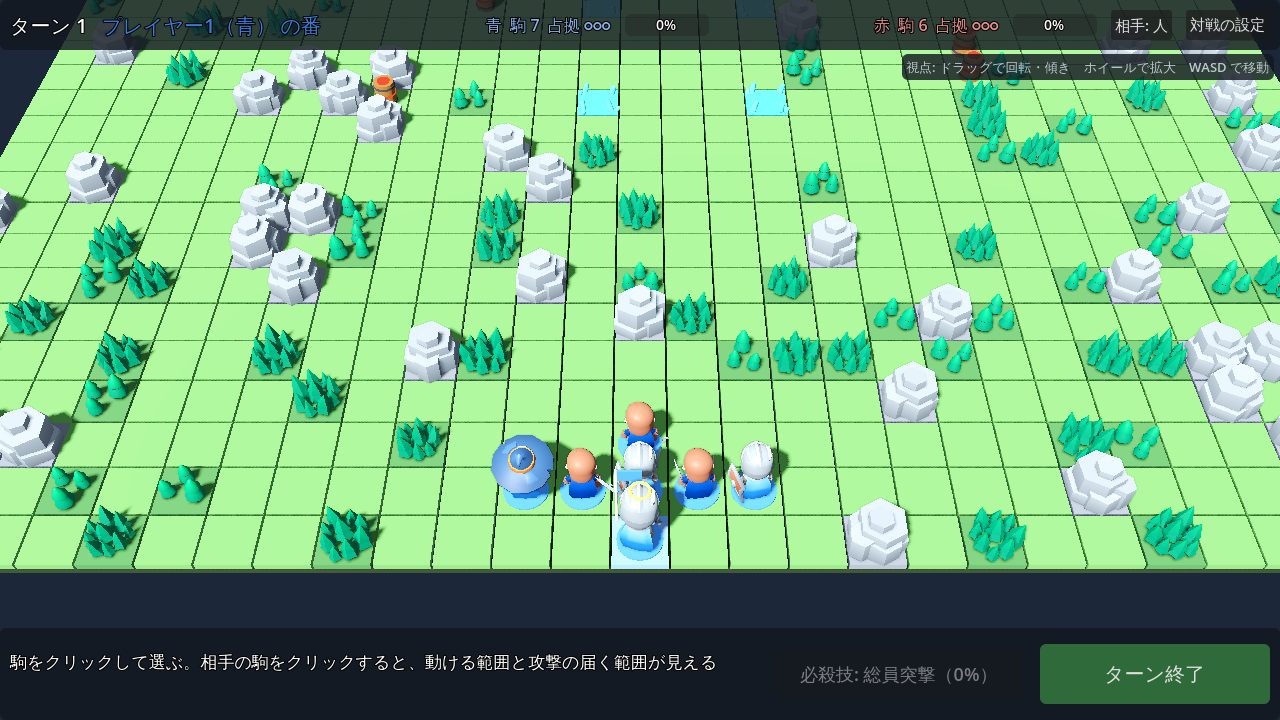 ターン 1 プレイヤー1（青）の番 青 駒 7 占拠 ooo 0% 赤 駒 6 占拠 ooo 0% 相手: 人 対戦の設定
視点: ドラッグで回転・傾き ホイールで拡大 WASD で移動
駒をクリックして選ぶ。相手の駒をクリックすると、動ける範囲と攻撃の届く範囲が見える
必殺技: 総員突撃（0%）
ターン終了